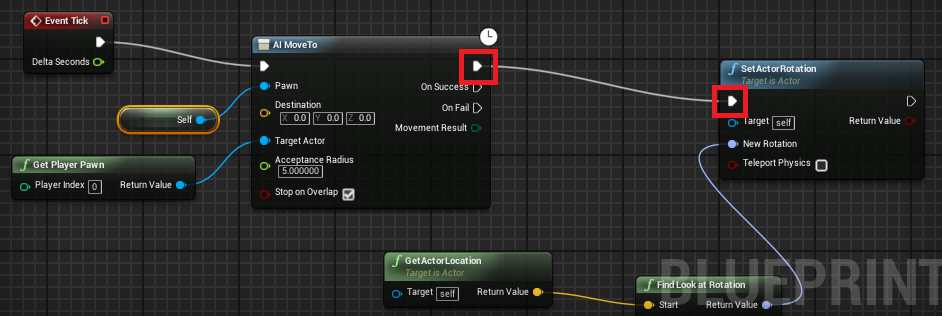 Event Tick
Delta Seconds
AI MoveTo
Pawn
On Success
Destination
X 0.0 Y 0.0 Z 0.0
On Fail
Movement Result
Target Actor
Acceptance Radius
5.000000
Stop on Overlap
Self
Get Player Pawn
Player Index 0 Return Value
SetActorRotation
Target is Actor
Target self Return Value
New Rotation
Teleport Physics
GetActorLocation
Target is Actor
Target self Return Value
Find Look at Rotation
Start Return Value
BLUEPRINT